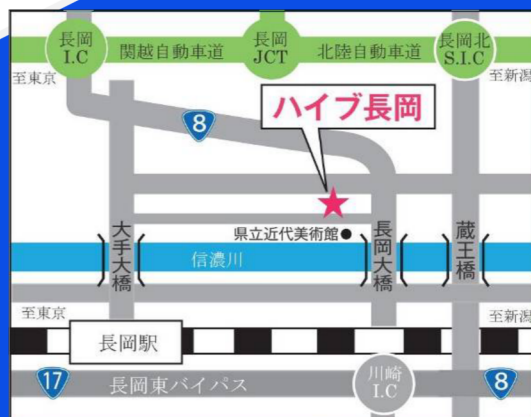 長岡
I.C
関越自動車道
長岡
JCT
北陸自動車道
長岡北
S.I.C
至東京
至新潟
8
ハイブ長岡
大手大橋
県立近代美術館
長岡大橋
蔵王橋
信濃川
至東京
至新潟
長岡駅
17
長岡東バイパス
川崎
I.C
8